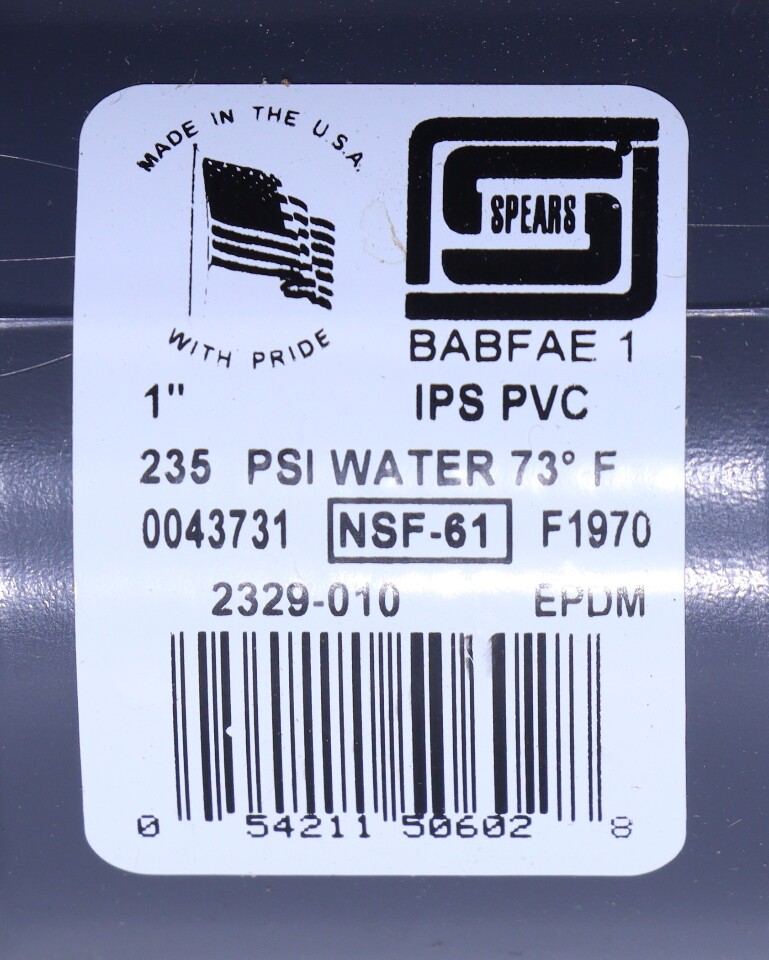 MADE IN THE U.S.A.
WITH PRIDE
SPEARS
BABFAE 1
1" IPS PVC
235 PSI WATER 73° F
0043731 NSF-61 F1970
2329-010 EPDM
0 54211 50602 8